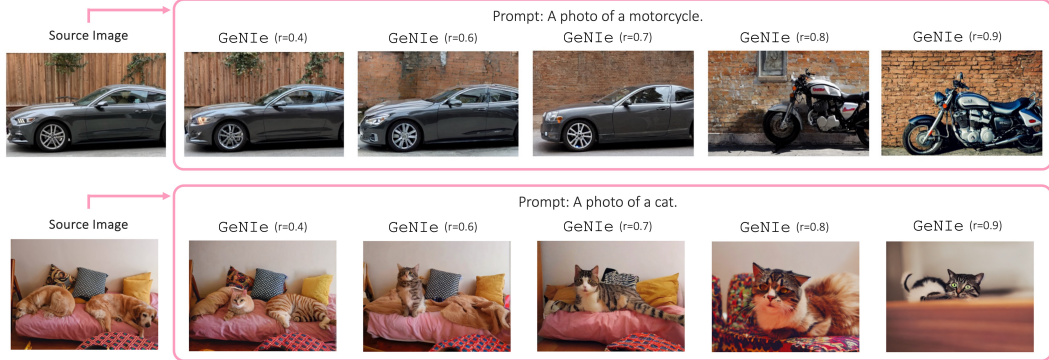 Prompt: A photo of a motorcycle.
Source Image
GeNIe (r=0.4)
GeNIe (r=0.6)
GeNIe (r=0.7)
GeNIe (r=0.8)
GeNIe (r=0.9)
Prompt: A photo of a cat.
Source Image
GeNIe (r=0.4)
GeNIe (r=0.6)
GeNIe (r=0.7)
GeNIe (r=0.8)
GeNIe (r=0.9)